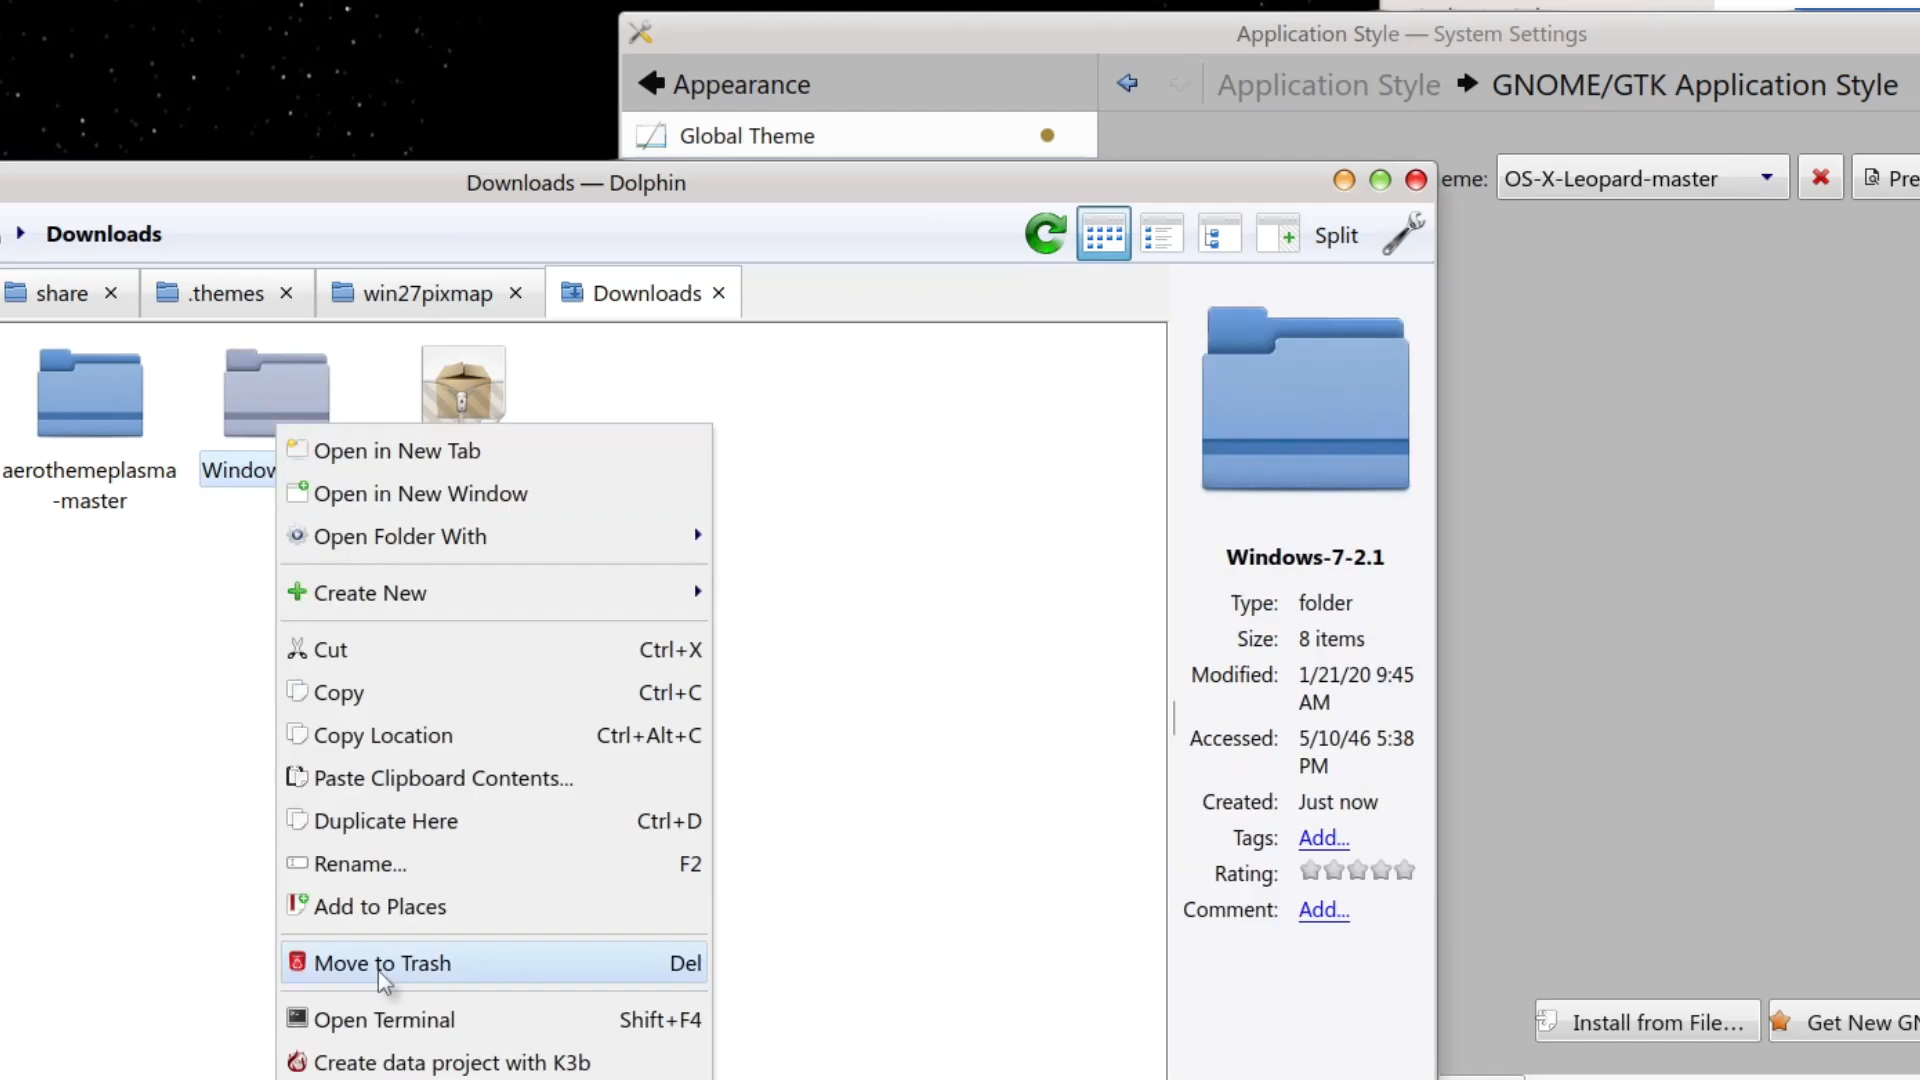 Application Style — System Settings
Appearance
Application Style
GNOME/GTK Application Style
Global Theme
Downloads — Dolphin
eme:
OS-X-Leopard-master
Pre
Downloads
Split
share
.themes
win27pixmap
Downloads
aerothemeplasma
-master
Window
Open in New Tab
Open in New Window
Open Folder With
Create New
Cut Ctrl+X
Copy Ctrl+C
Copy Location Ctrl+Alt+C
Paste Clipboard Contents...
Duplicate Here Ctrl+D
Rename... F2
Add to Places
Move to Trash Del
Open Terminal Shift+F4
Create data project with K3b
Windows-7-2.1
Type: folder
Size: 8 items
Modified: 1/21/20 9:45
AM
Accessed: 5/10/46 5:38
PM
Created: Just now
Tags: Add...
Rating:
Comment: Add...
Install from File...
Get New GN